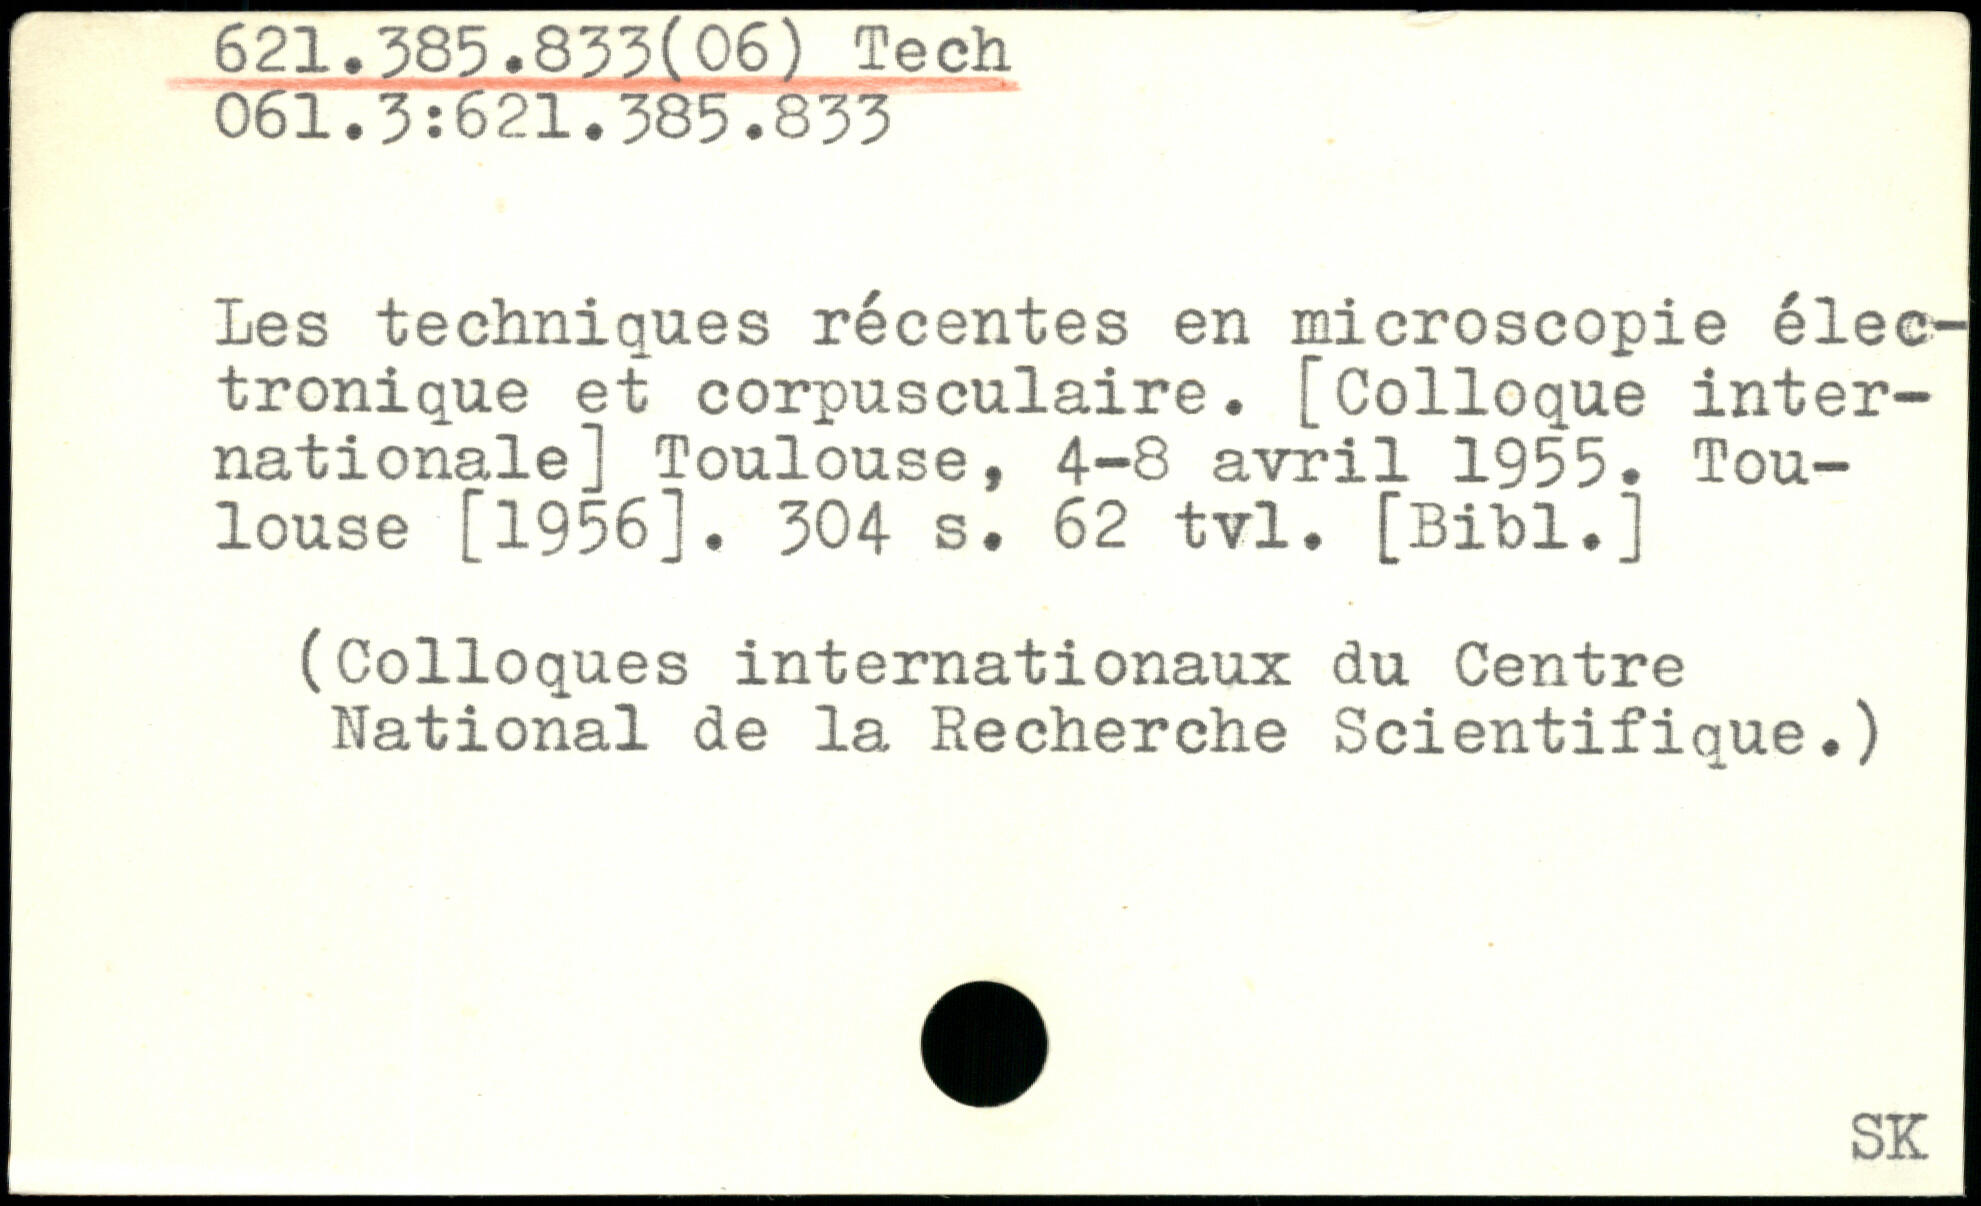 621.385.833(06) Tech
061.3:621.385.833
Les techniques récentes en microscopie élec-
tronique et corpusculaire. [Colloque inter-
nationale] Toulouse, 4-8 avril 1955. Tou-
louse [1956]. 304 s. 62 tvl. [Bibl.]
(Colloques internationaux du Centre
National de la Recherche Scientifique.)
SK